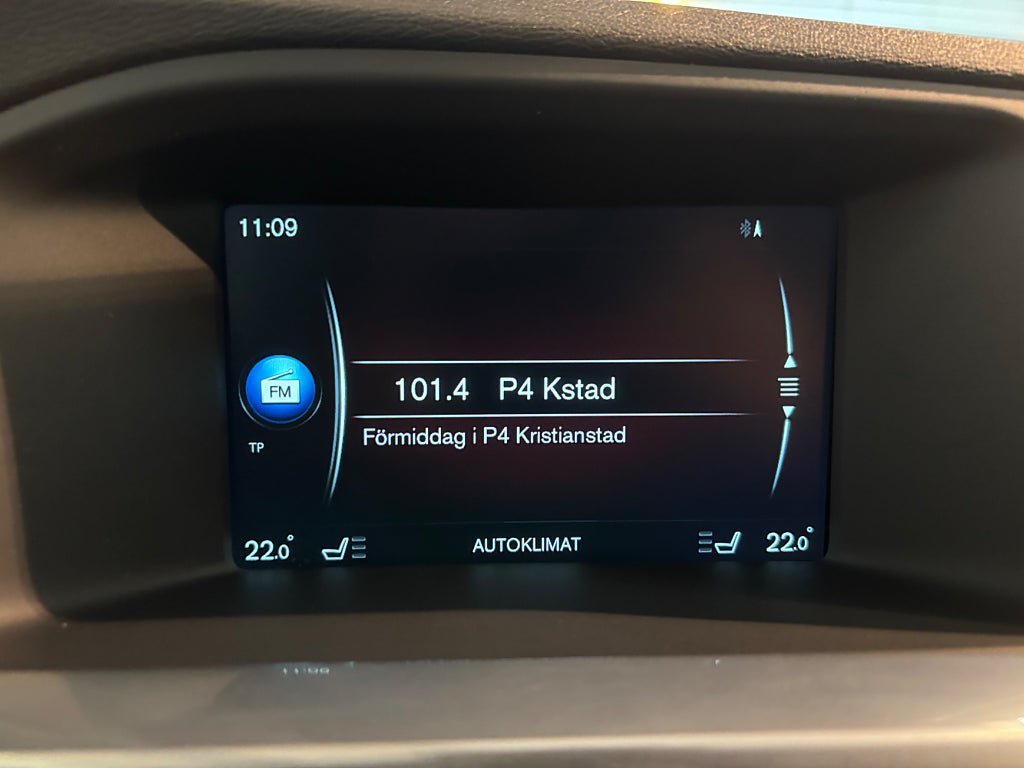 11:09
FM
101.4 P4 Kstad
Förmiddag i P4 Kristianstad
TP
22.0°
AUTOKLIMAT
22.0°